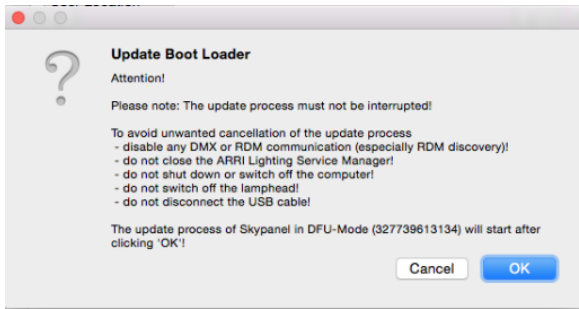 Update Boot Loader
Attention!
Please note: The update process must not be interrupted!
To avoid unwanted cancellation of the update process
- disable any DMX or RDM communication (especially RDM discovery)!
- do not close the ARRI Lighting Service Manager!
- do not shut down or switch off the computer!
- do not switch off the lamphead!
- do not disconnect the USB cable!
The update process of Skypanel in DFU-Mode (327739613134) will start after
clicking 'OK'!
Cancel
OK